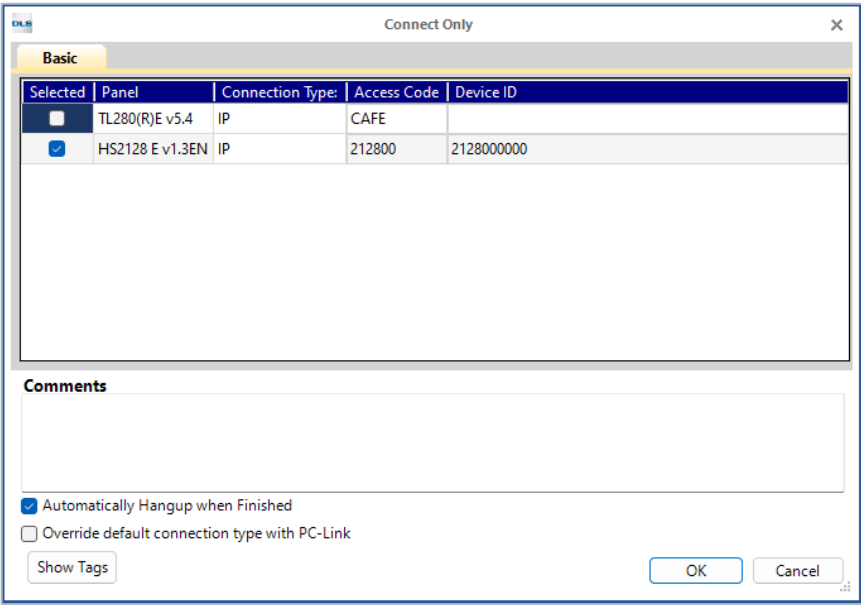 DLS
Connect Only
Basic
Selected Panel Connection Type: Access Code Device ID
TL280(R)E v5.4 IP CAFE
HS2128 E v1.3EN IP 212800 2128000000
Comments
Automatically Hangup when Finished
Override default connection type with PC-Link
Show Tags OK Cancel